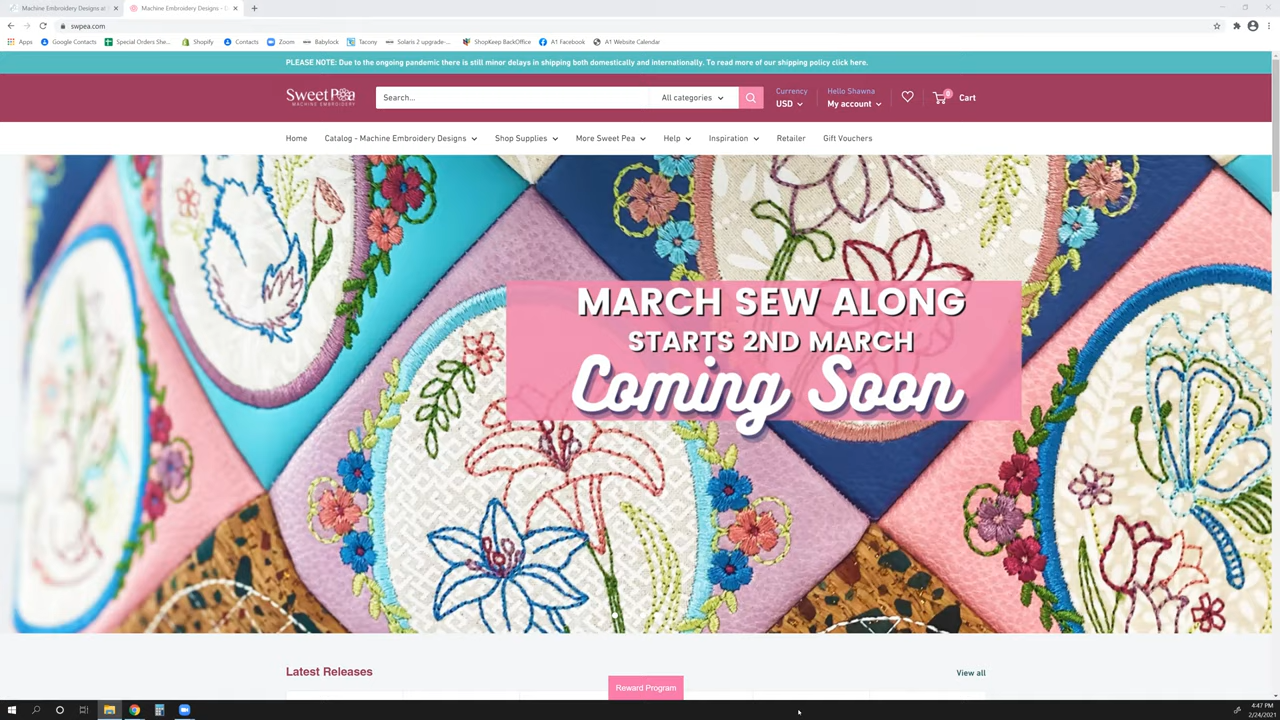 Machine Embroidery Designs at
Machine Embroidery Designs - S
swpea.com
Apps
Google Contacts
Special Orders She...
Shopify
Contacts
Zoom
Babylock
Tacony
Solaris 2 upgrade-...
ShopKeep BackOffice
A1 Facebook
A1 Website Calendar
PLEASE NOTE: Due to the ongoing pandemic there is still minor delays in shipping both domestically and internationally. To read more of our shipping policy click here.
Sweet Pea
MACHINE EMBROIDERY
Search...
All categories
Currency
USD
Hello Shawna
My account
0
Cart
Home
Catalog - Machine Embroidery Designs
Shop Supplies
More Sweet Pea
Help
Inspiration
Retailer
Gift Vouchers
MARCH SEW ALONG
STARTS 2ND MARCH
Coming Soon
Latest Releases
View all
Reward Program
4:47 PM
2/24/2021